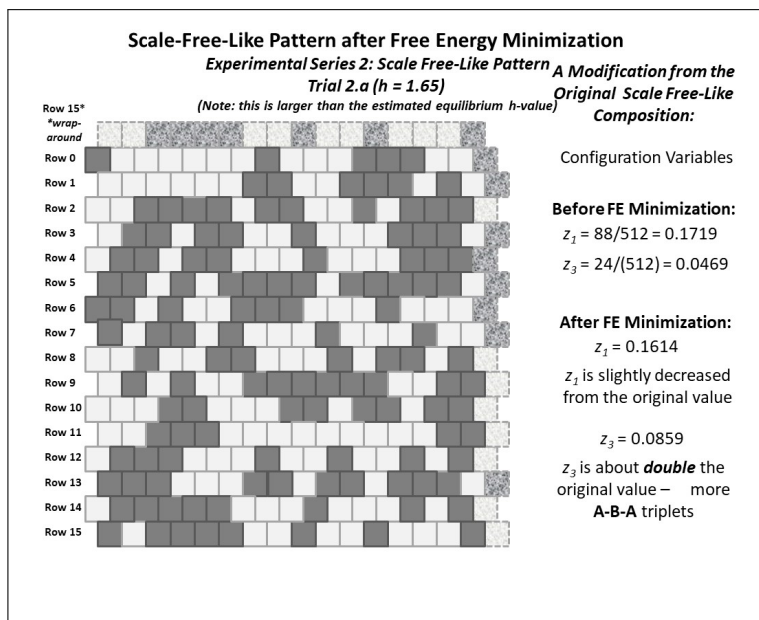 Scale-Free-Like Pattern after Free Energy Minimization
Experimental Series 2: Scale Free-Like Pattern
Trial 2.a (h = 1.65)
(Note: this is larger than the estimated equilibrium h-value)
A Modification from the
Original Scale Free-Like
Composition:
Configuration Variables
Before FE Minimization:
z1 = 88/512 = 0.1719
z3 = 24/(512) = 0.0469
After FE Minimization:
z1 = 0.1614
z1 is slightly decreased
from the original value
z3 = 0.0859
z3 is about double the
original value – more
A-B-A triplets
Row 15*
*wrap-
around
Row 0
Row 1
Row 2
Row 3
Row 4
Row 5
Row 6
Row 7
Row 8
Row 9
Row 10
Row 11
Row 12
Row 13
Row 14
Row 15